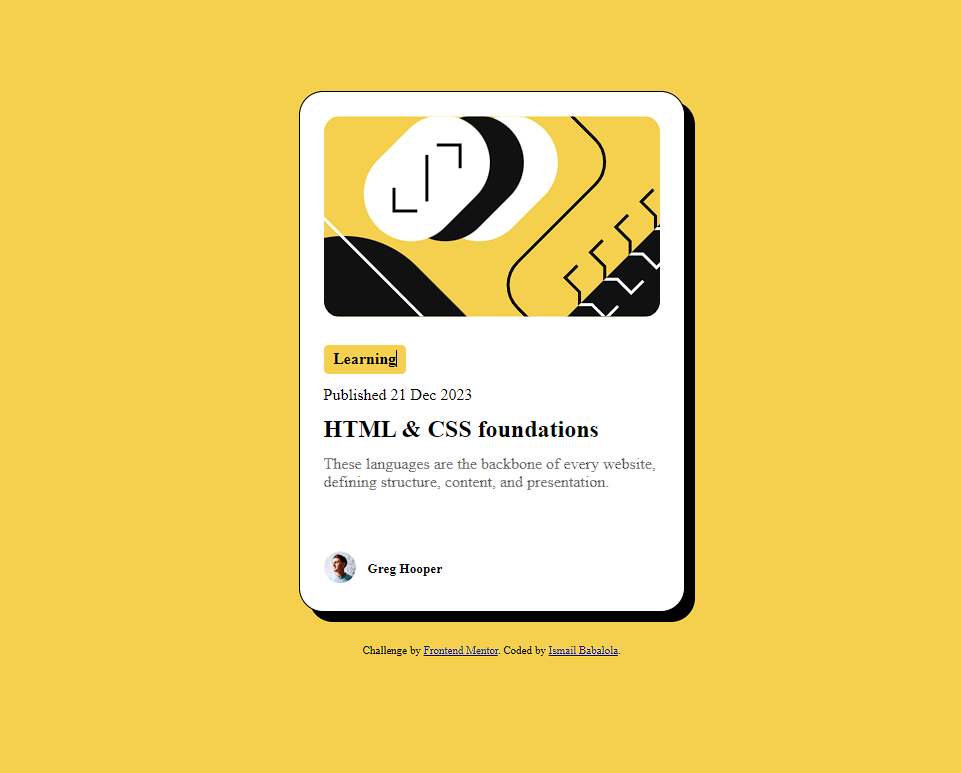 Learning
Published 21 Dec 2023
HTML & CSS foundations
These languages are the backbone of every website,
defining structure, content, and presentation.
Greg Hooper
Challenge by Frontend Mentor. Coded by Ismail Babalola.